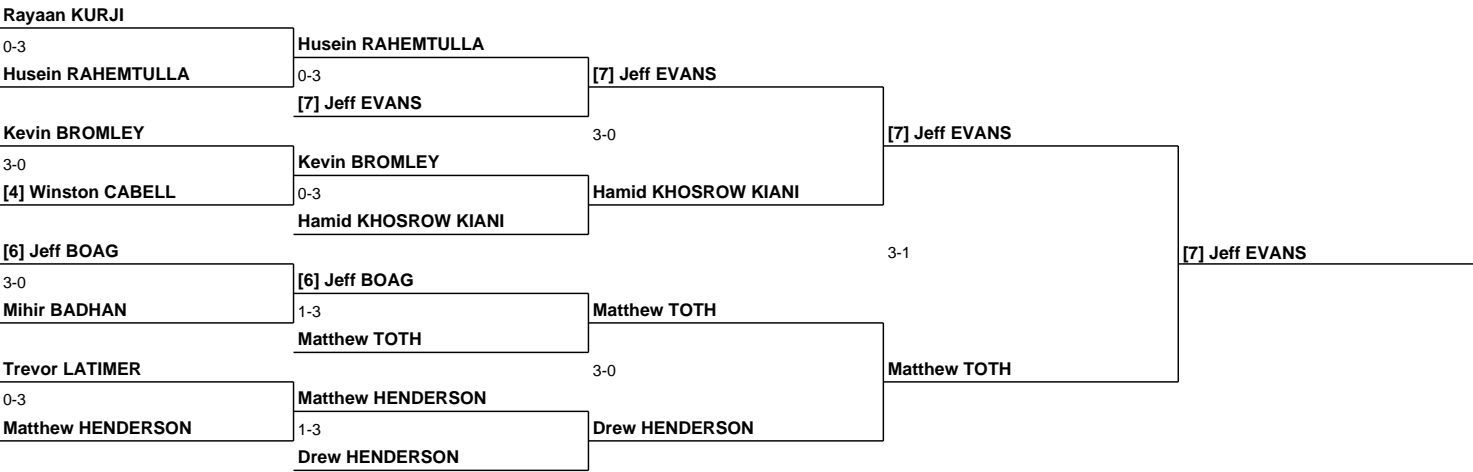 Rayaan KURJI
0-3
Husein RAHEMTULLA
Husein RAHEMTULLA
0-3
[7] Jeff EVANS
[7] Jeff EVANS
Kevin BROMLEY
3-0
[7] Jeff EVANS
3-0
Kevin BROMLEY
[4] Winston CABELL
0-3
Hamid KHOSROW KIANI
Hamid KHOSROW KIANI
[6] Jeff BOAG
3-1
[7] Jeff EVANS
3-0
[6] Jeff BOAG
Mihir BADHAN
1-3
Matthew TOTH
Matthew TOTH
Trevor LATIMER
3-0
Matthew TOTH
0-3
Matthew HENDERSON
Matthew HENDERSON
1-3
Drew HENDERSON
Drew HENDERSON